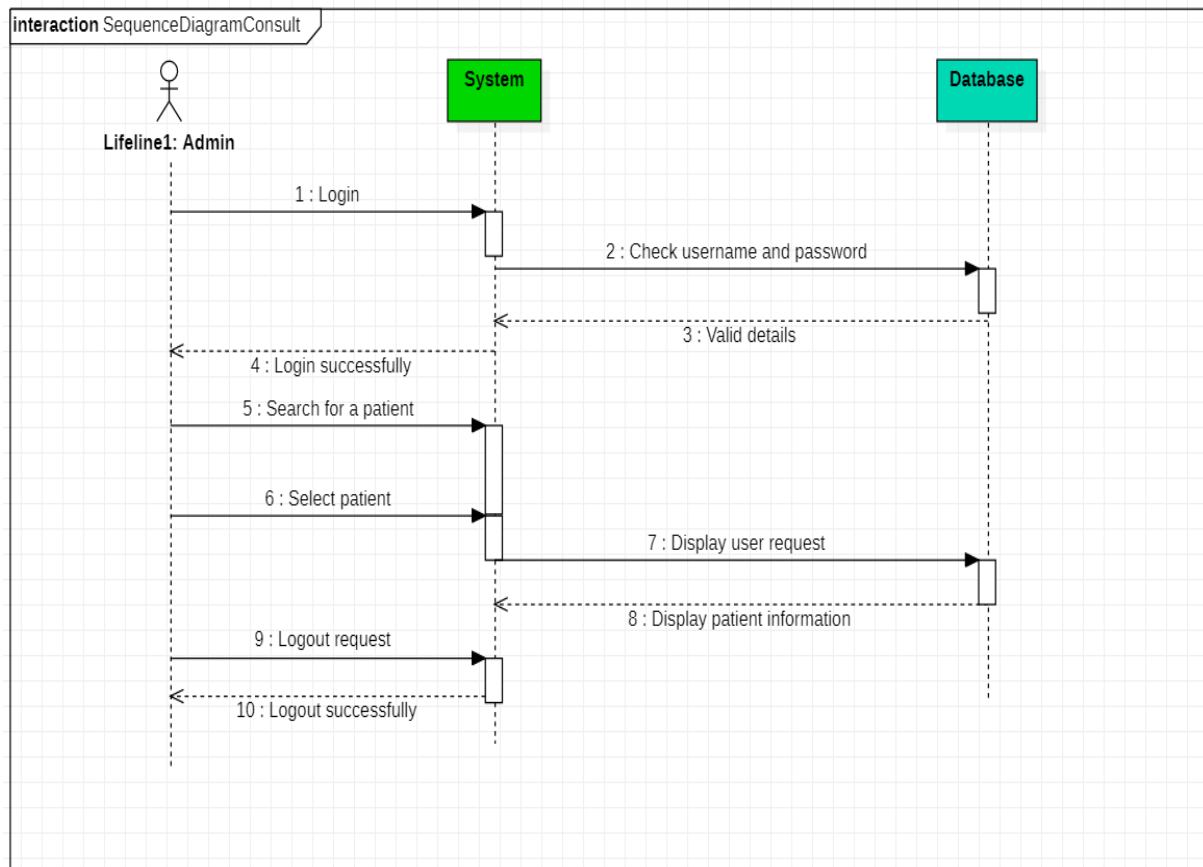 interaction SequenceDiagramConsult
System
Database
Lifeline1: Admin
1 : Login
2 : Check username and password
3 : Valid details
4 : Login successfully
5 : Search for a patient
6 : Select patient
7 : Display user request
8 : Display patient information
9 : Logout request
10 : Logout successfully